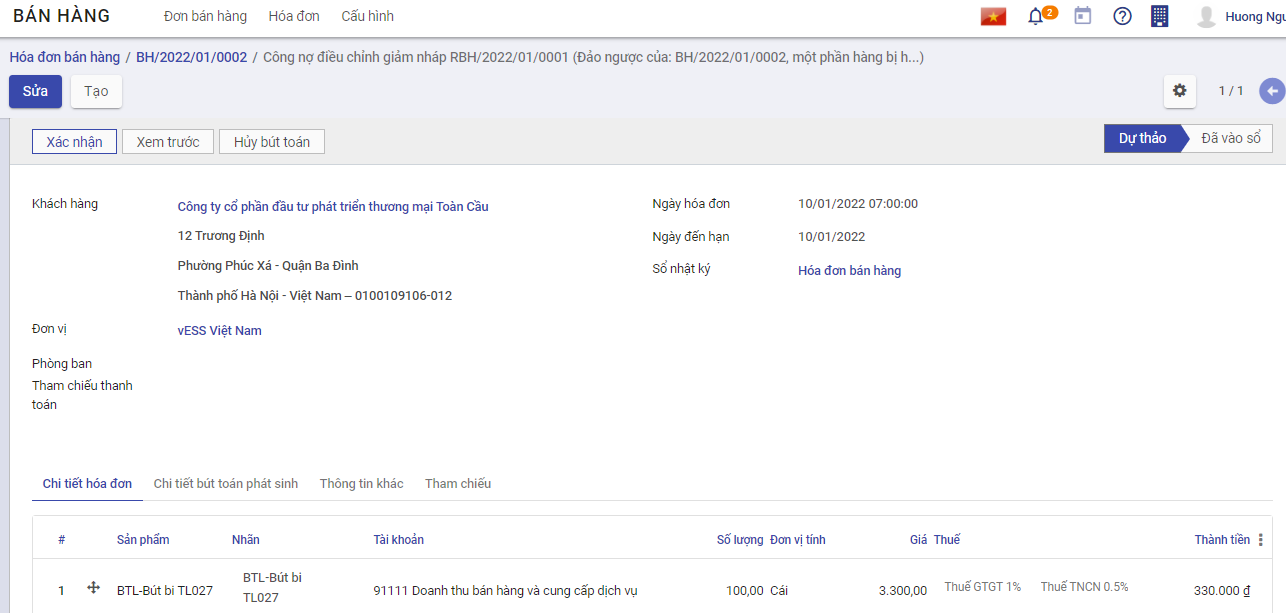 BÁN HÀNG Đơn bán hàng Hóa đơn Cấu hình 2 Huong Ngu
Hóa đơn bán hàng / BH/2022/01/0002 / Công nợ điều chỉnh giảm nháp RBH/2022/01/0001 (Đảo ngược của: BH/2022/01/0002, một phần hàng bị h...)
Sửa Tạo 1 / 1
Xác nhận Xem trước Hủy bút toán Dự thảo Đã vào sổ
Khách hàng Công ty cổ phần đầu tư phát triển thương mại Toàn Cầu Ngày hóa đơn 10/01/2022 07:00:00
12 Trương Định Ngày đến hạn 10/01/2022
Phường Phúc Xá - Quận Ba Đình Sổ nhật ký Hóa đơn bán hàng
Thành phố Hà Nội - Việt Nam – 0100109106-012
Đơn vị vESS Việt Nam
Phòng ban
Tham chiếu thanh
toán
Chi tiết hóa đơn Chi tiết bút toán phát sinh Thông tin khác Tham chiếu
# Sản phẩm Nhãn Tài khoản Số lượng Đơn vị tính Giá Thuế Thành tiền
1 BTL-Bút bi TL027 BTL-Bút bi TL027 91111 Doanh thu bán hàng và cung cấp dịch vụ 100,00 Cái 3.300,00 Thuế GTGT 1% Thuế TNCN 0.5% 330.000 ₫